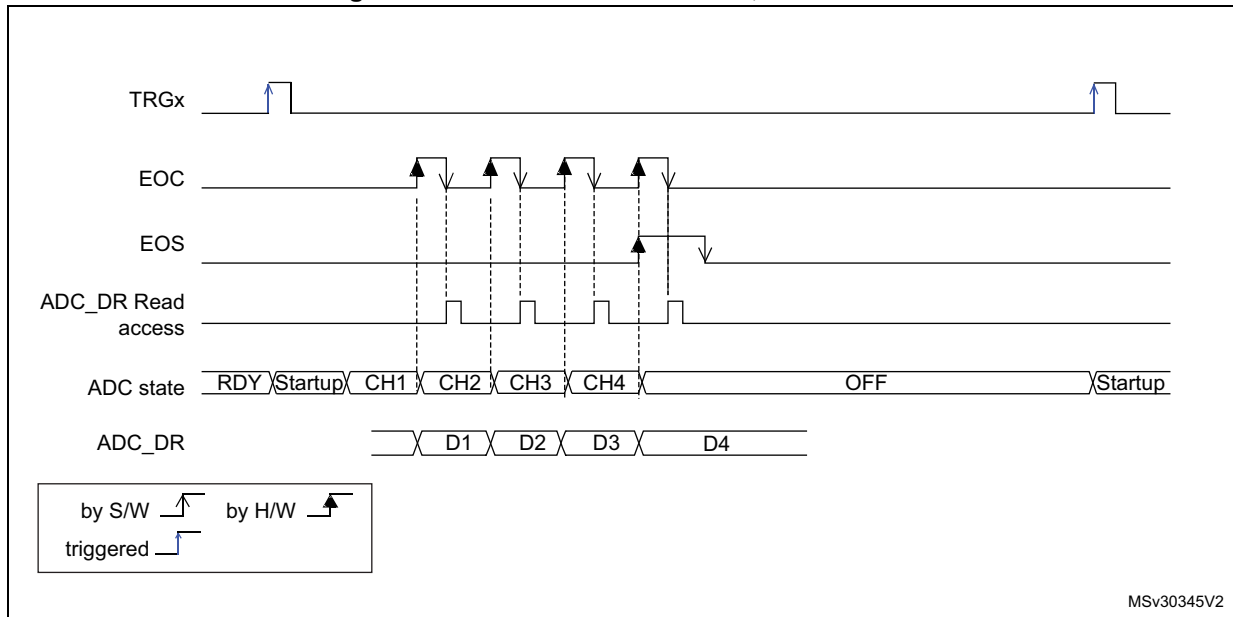 TRGx
EOC
EOS
ADC_DR Read
access
ADC state RDY Startup CH1 CH2 CH3 CH4 OFF Startup
ADC_DR D1 D2 D3 D4
by S/W by H/W
triggered
MSv30345V2